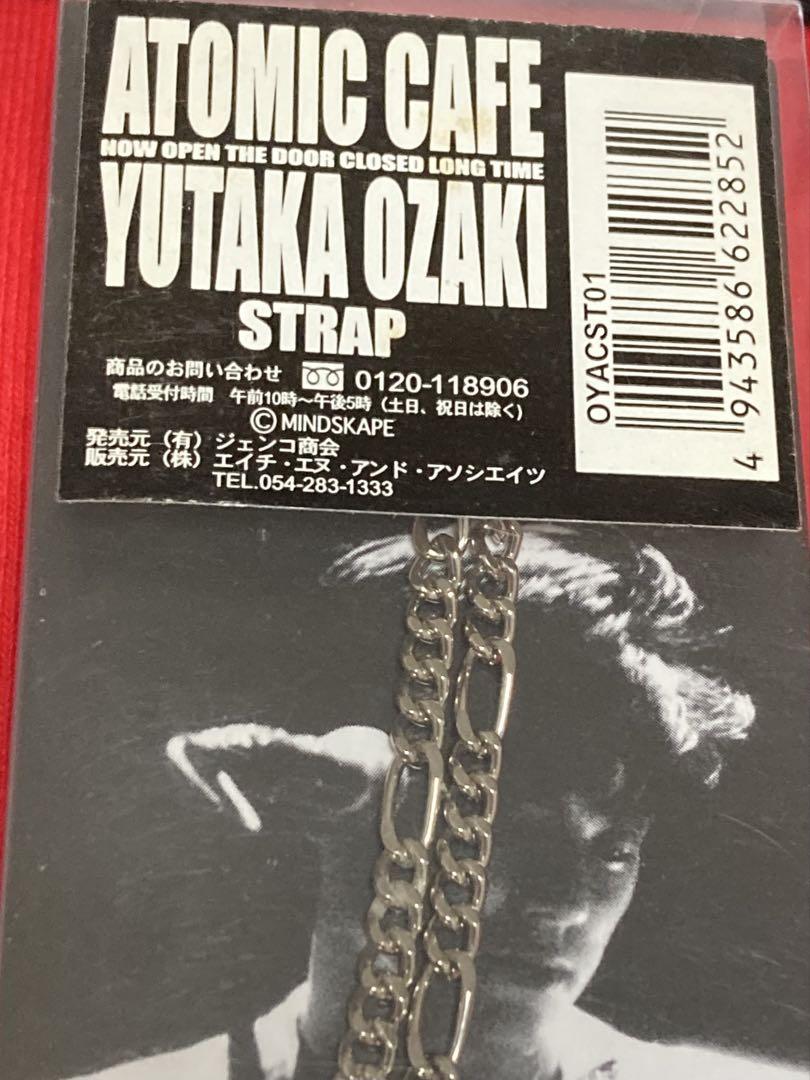 ATOMIC CAFE
NOW OPEN THE DOOR CLOSED LONG TIME
YUTAKA OZAKI
STRAP
商品のお問い合わせ 0120-118906
電話受付時間 午前10時~午後5時(土日、祝日は除く)
©MINDSKAPE
発売元(有)ジェンコ商会
販売元(株)エイチ・エヌ・アンド・アソシエイツ
TEL.054-283-1333
OYACST01
4 943586 622852